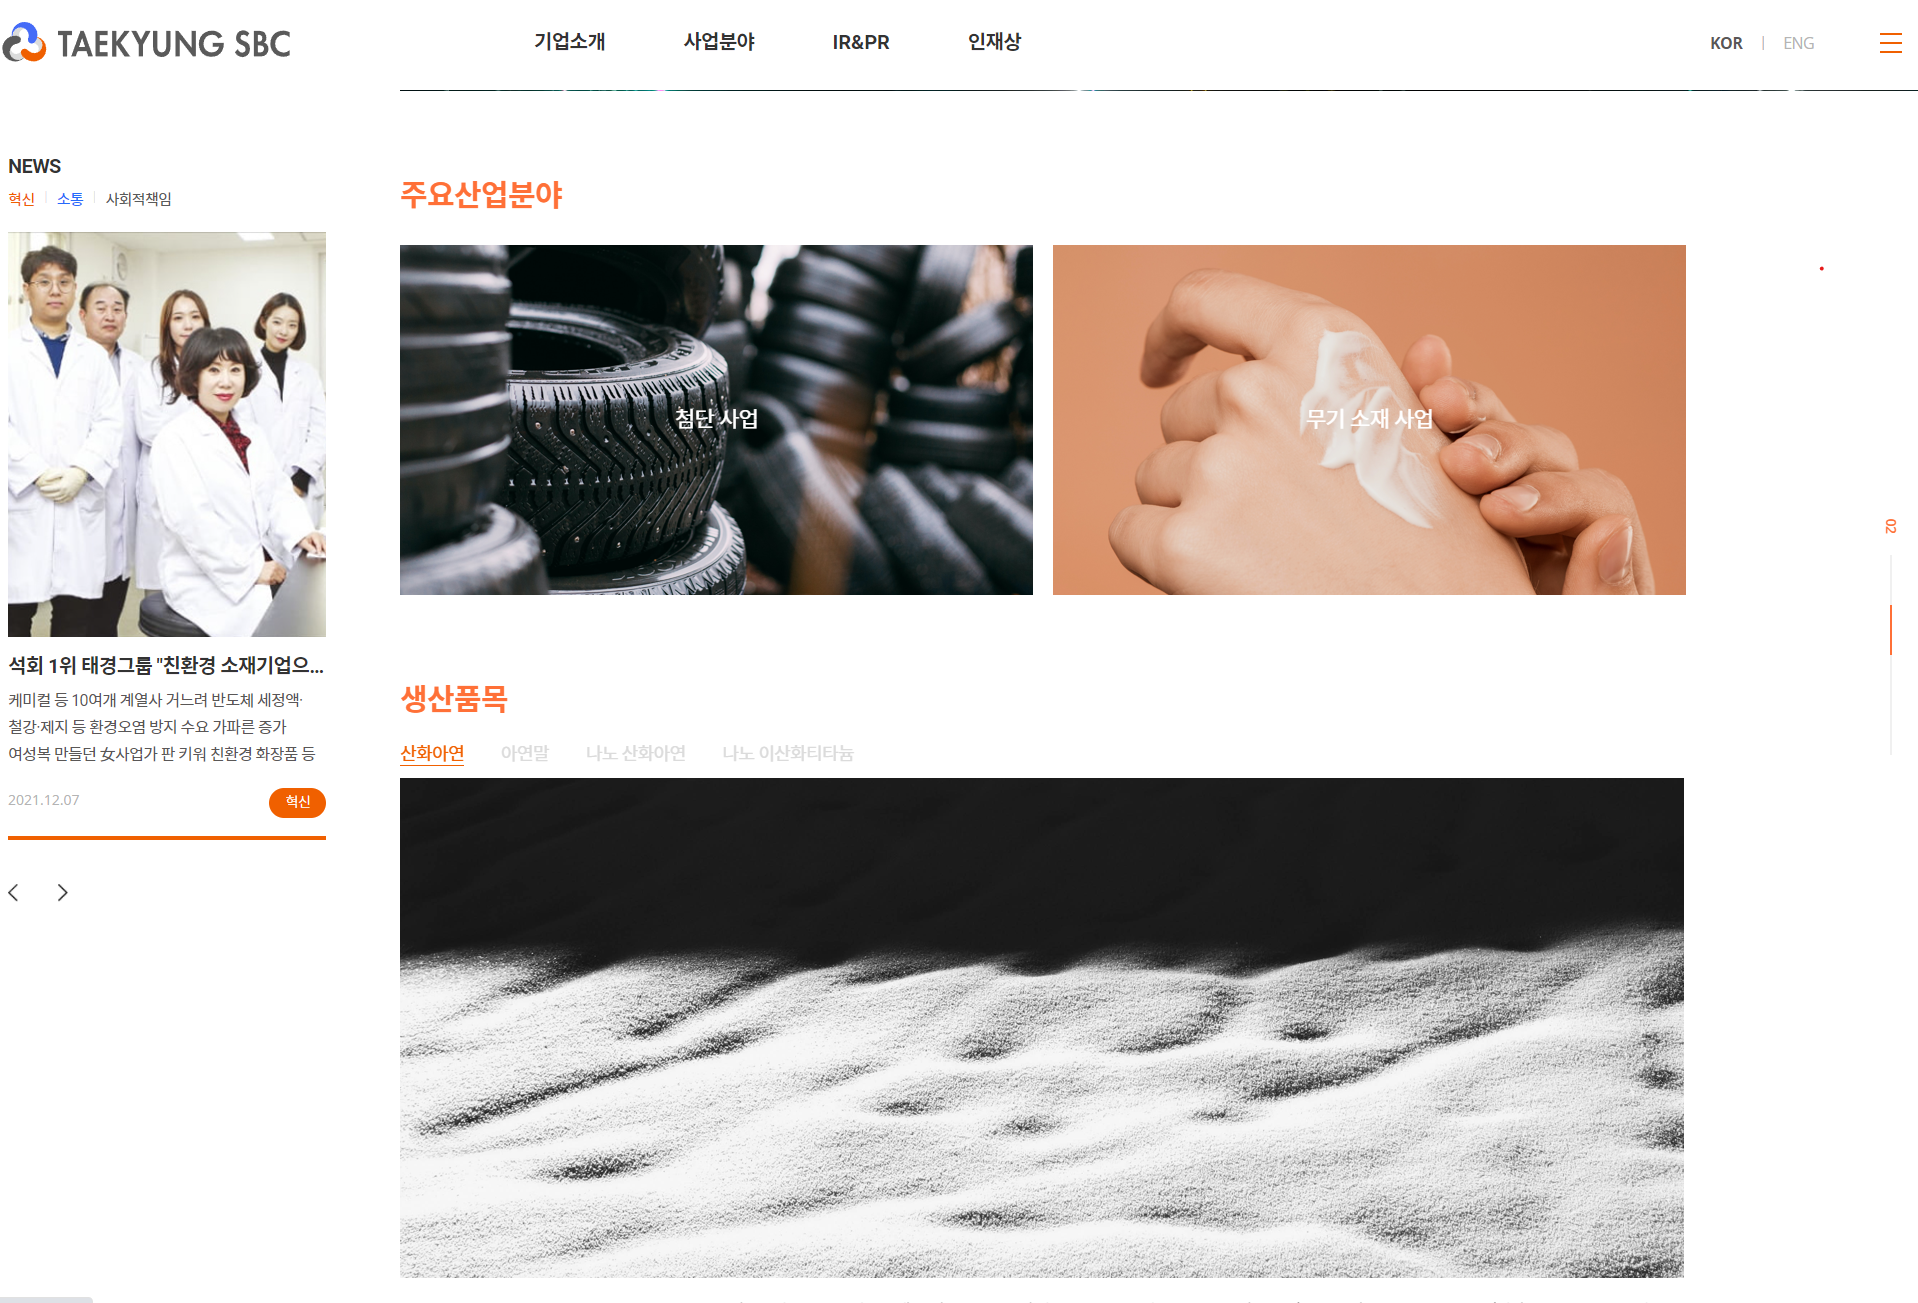 TAEKYUNG SBC
기업소개
사업분야
IR&PR
인재상
KOR | ENG
NEWS
혁신 | 소통 | 사회적책임
석회 1위 태경그룹 "친환경 소재기업으...
케미컬 등 10여개 계열사 거느려 반도체 세정액·
철강·제지 등 환경오염 방지 수요 가파른 증가
여성복 만들던 女사업가 판 키워 친환경 화장품 등
2021.12.07
혁신
주요산업분야
첨단 사업
무기 소재 사업
02
생산품목
산화아연
아연말
나노 산화아연
나노 이산화티타늄